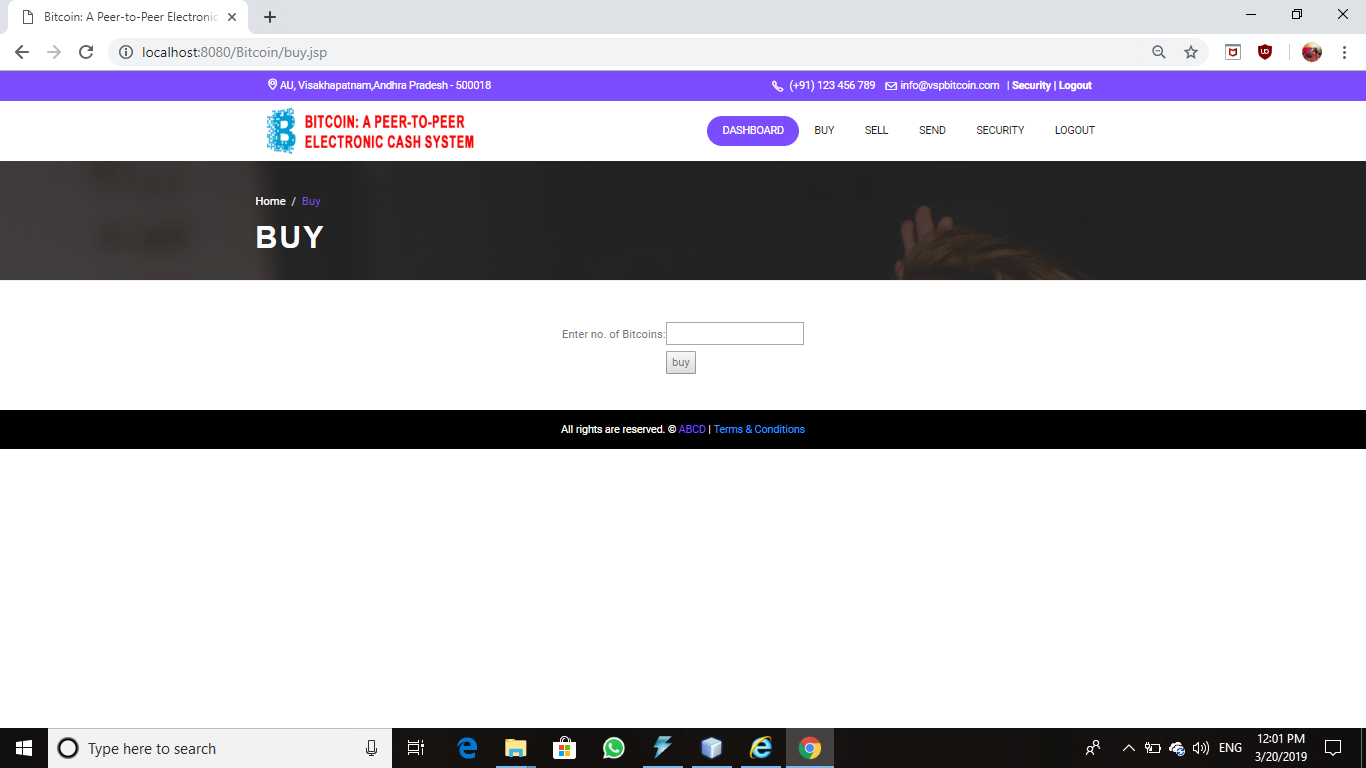 Bitcoin: A Peer-to-Peer Electronic
localhost:8080/Bitcoin/buy.jsp
AU, Visakhapatnam,Andhra Pradesh - 500018
(+91) 123 456 789 info@vspbitcoin.com | Security | Logout
BITCOIN: A PEER-TO-PEER
ELECTRONIC CASH SYSTEM
DASHBOARD BUY SELL SEND SECURITY LOGOUT
Home / Buy
BUY
Enter no. of Bitcoins:
buy
All rights are reserved. © ABCD | Terms & Conditions
Type here to search
ENG
12:01 PM
3/20/2019